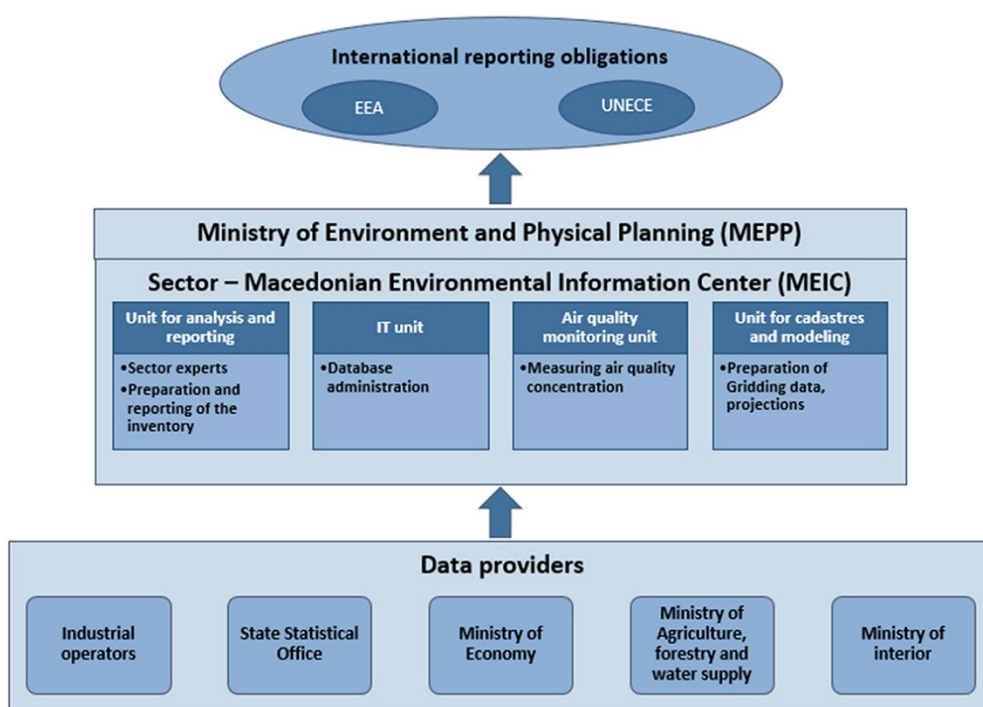 International reporting obligations
EEA
UNECE
Ministry of Environment and Physical Planning (MEPP)
Sector – Macedonian Environmental Information Center (MEIC)
Unit for analysis and
reporting
•Sector experts
•Preparation and
reporting of the
inventory
IT unit
•Database
administration
Air quality
monitoring unit
•Measuring air quality
concentration
Unit for cadastres
and modeling
•Preparation of
Gridding data,
projections
Data providers
Industrial
operators
State Statistical
Office
Ministry of
Economy
Ministry of
Agriculture,
forestry and
water supply
Ministry of
interior